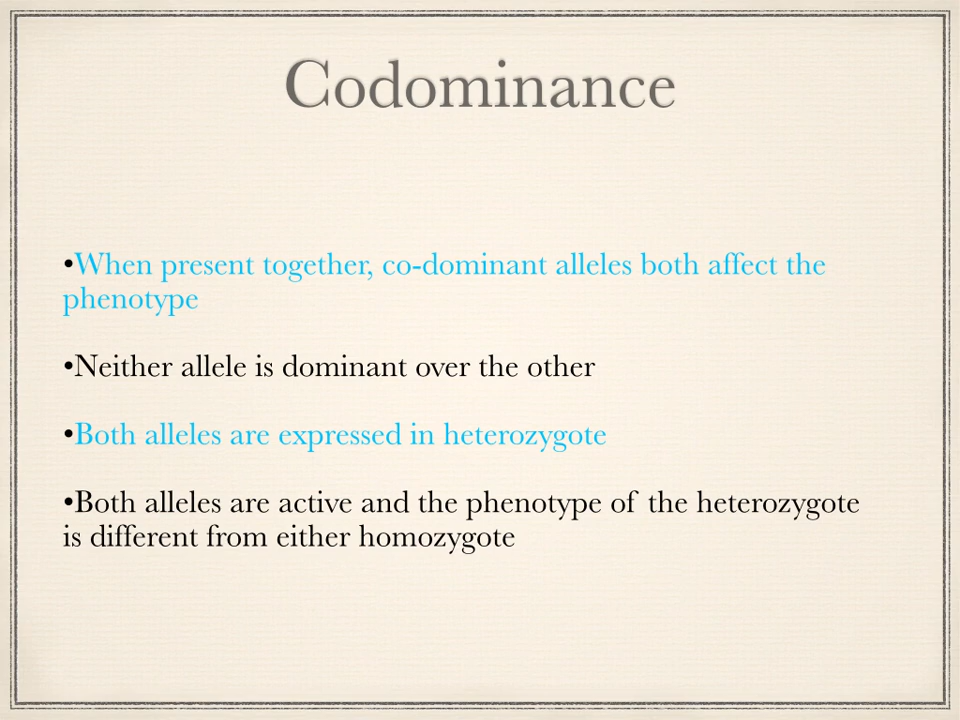 Codominance
•When present together, co-dominant alleles both affect the
phenotype
•Neither allele is dominant over the other
•Both alleles are expressed in heterozygote
•Both alleles are active and the phenotype of the heterozygote
is different from either homozygote